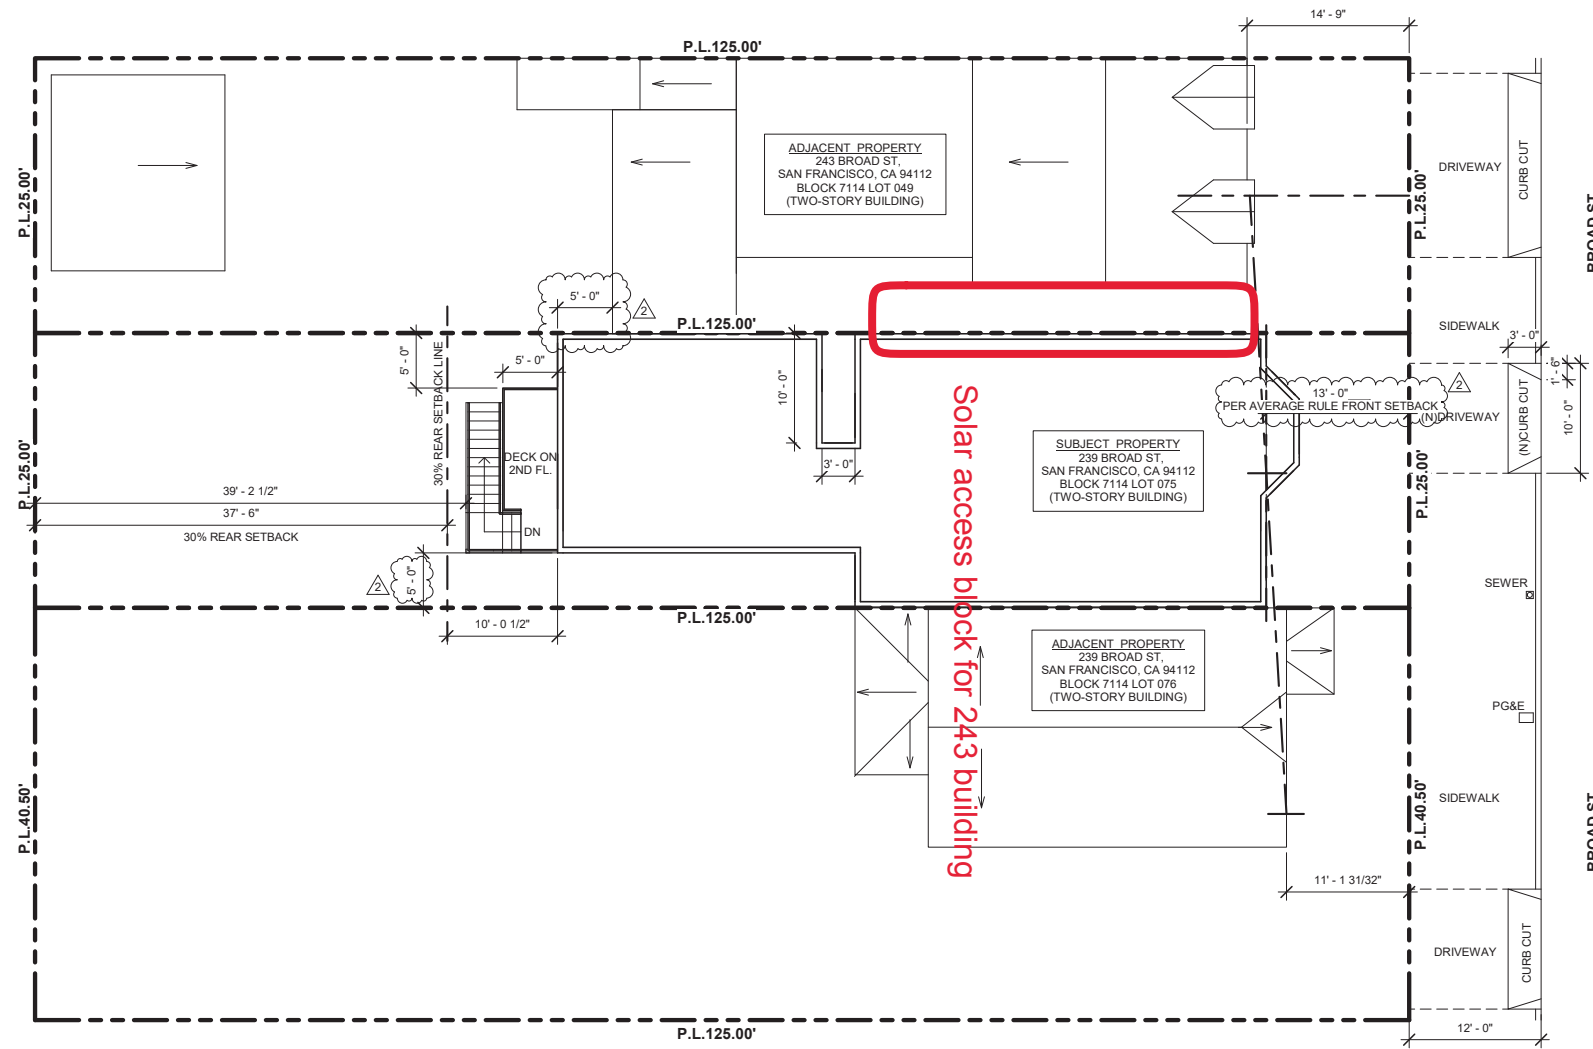 14' - 9"
P.L.125.00'
ADJACENT PROPERTY
243 BROAD ST,
SAN FRANCISCO, CA 94112
BLOCK 7114 LOT 049
(TWO-STORY BUILDING)
DRIVEWAY
CURB CUT
BROAD ST
P.L.25.00'
P.L.25.00'
5' - 0"
2
P.L.125.00'
SIDEWALK
3' - 0"
1' - 6"
10' - 0"
5' - 0"
30% REAR SETBACK LINE
5' - 0"
10' - 0"
3' - 0"
13' - 0"
PER AVERAGE RULE FRONT SETBACK
2
(N)DRIVEWAY
(N)CURB CUT
SUBJECT PROPERTY
239 BROAD ST,
SAN FRANCISCO, CA 94112
BLOCK 7114 LOT 075
(TWO-STORY BUILDING)
P.L.25.00'
P.L.25.00'
DECK ON
2ND FL.
DN
39' - 2 1/2"
37' - 6"
30% REAR SETBACK
2
5' - 0"
10' - 0 1/2"
P.L.125.00'
Solar access block for 243 building
SEWER
ADJACENT PROPERTY
239 BROAD ST,
SAN FRANCISCO, CA 94112
BLOCK 7114 LOT 076
(TWO-STORY BUILDING)
PG&E
SIDEWALK
P.L.40.50'
P.L.40.50'
BROAD ST
11' - 1 31/32"
DRIVEWAY
CURB CUT
12' - 0"
P.L.125.00'